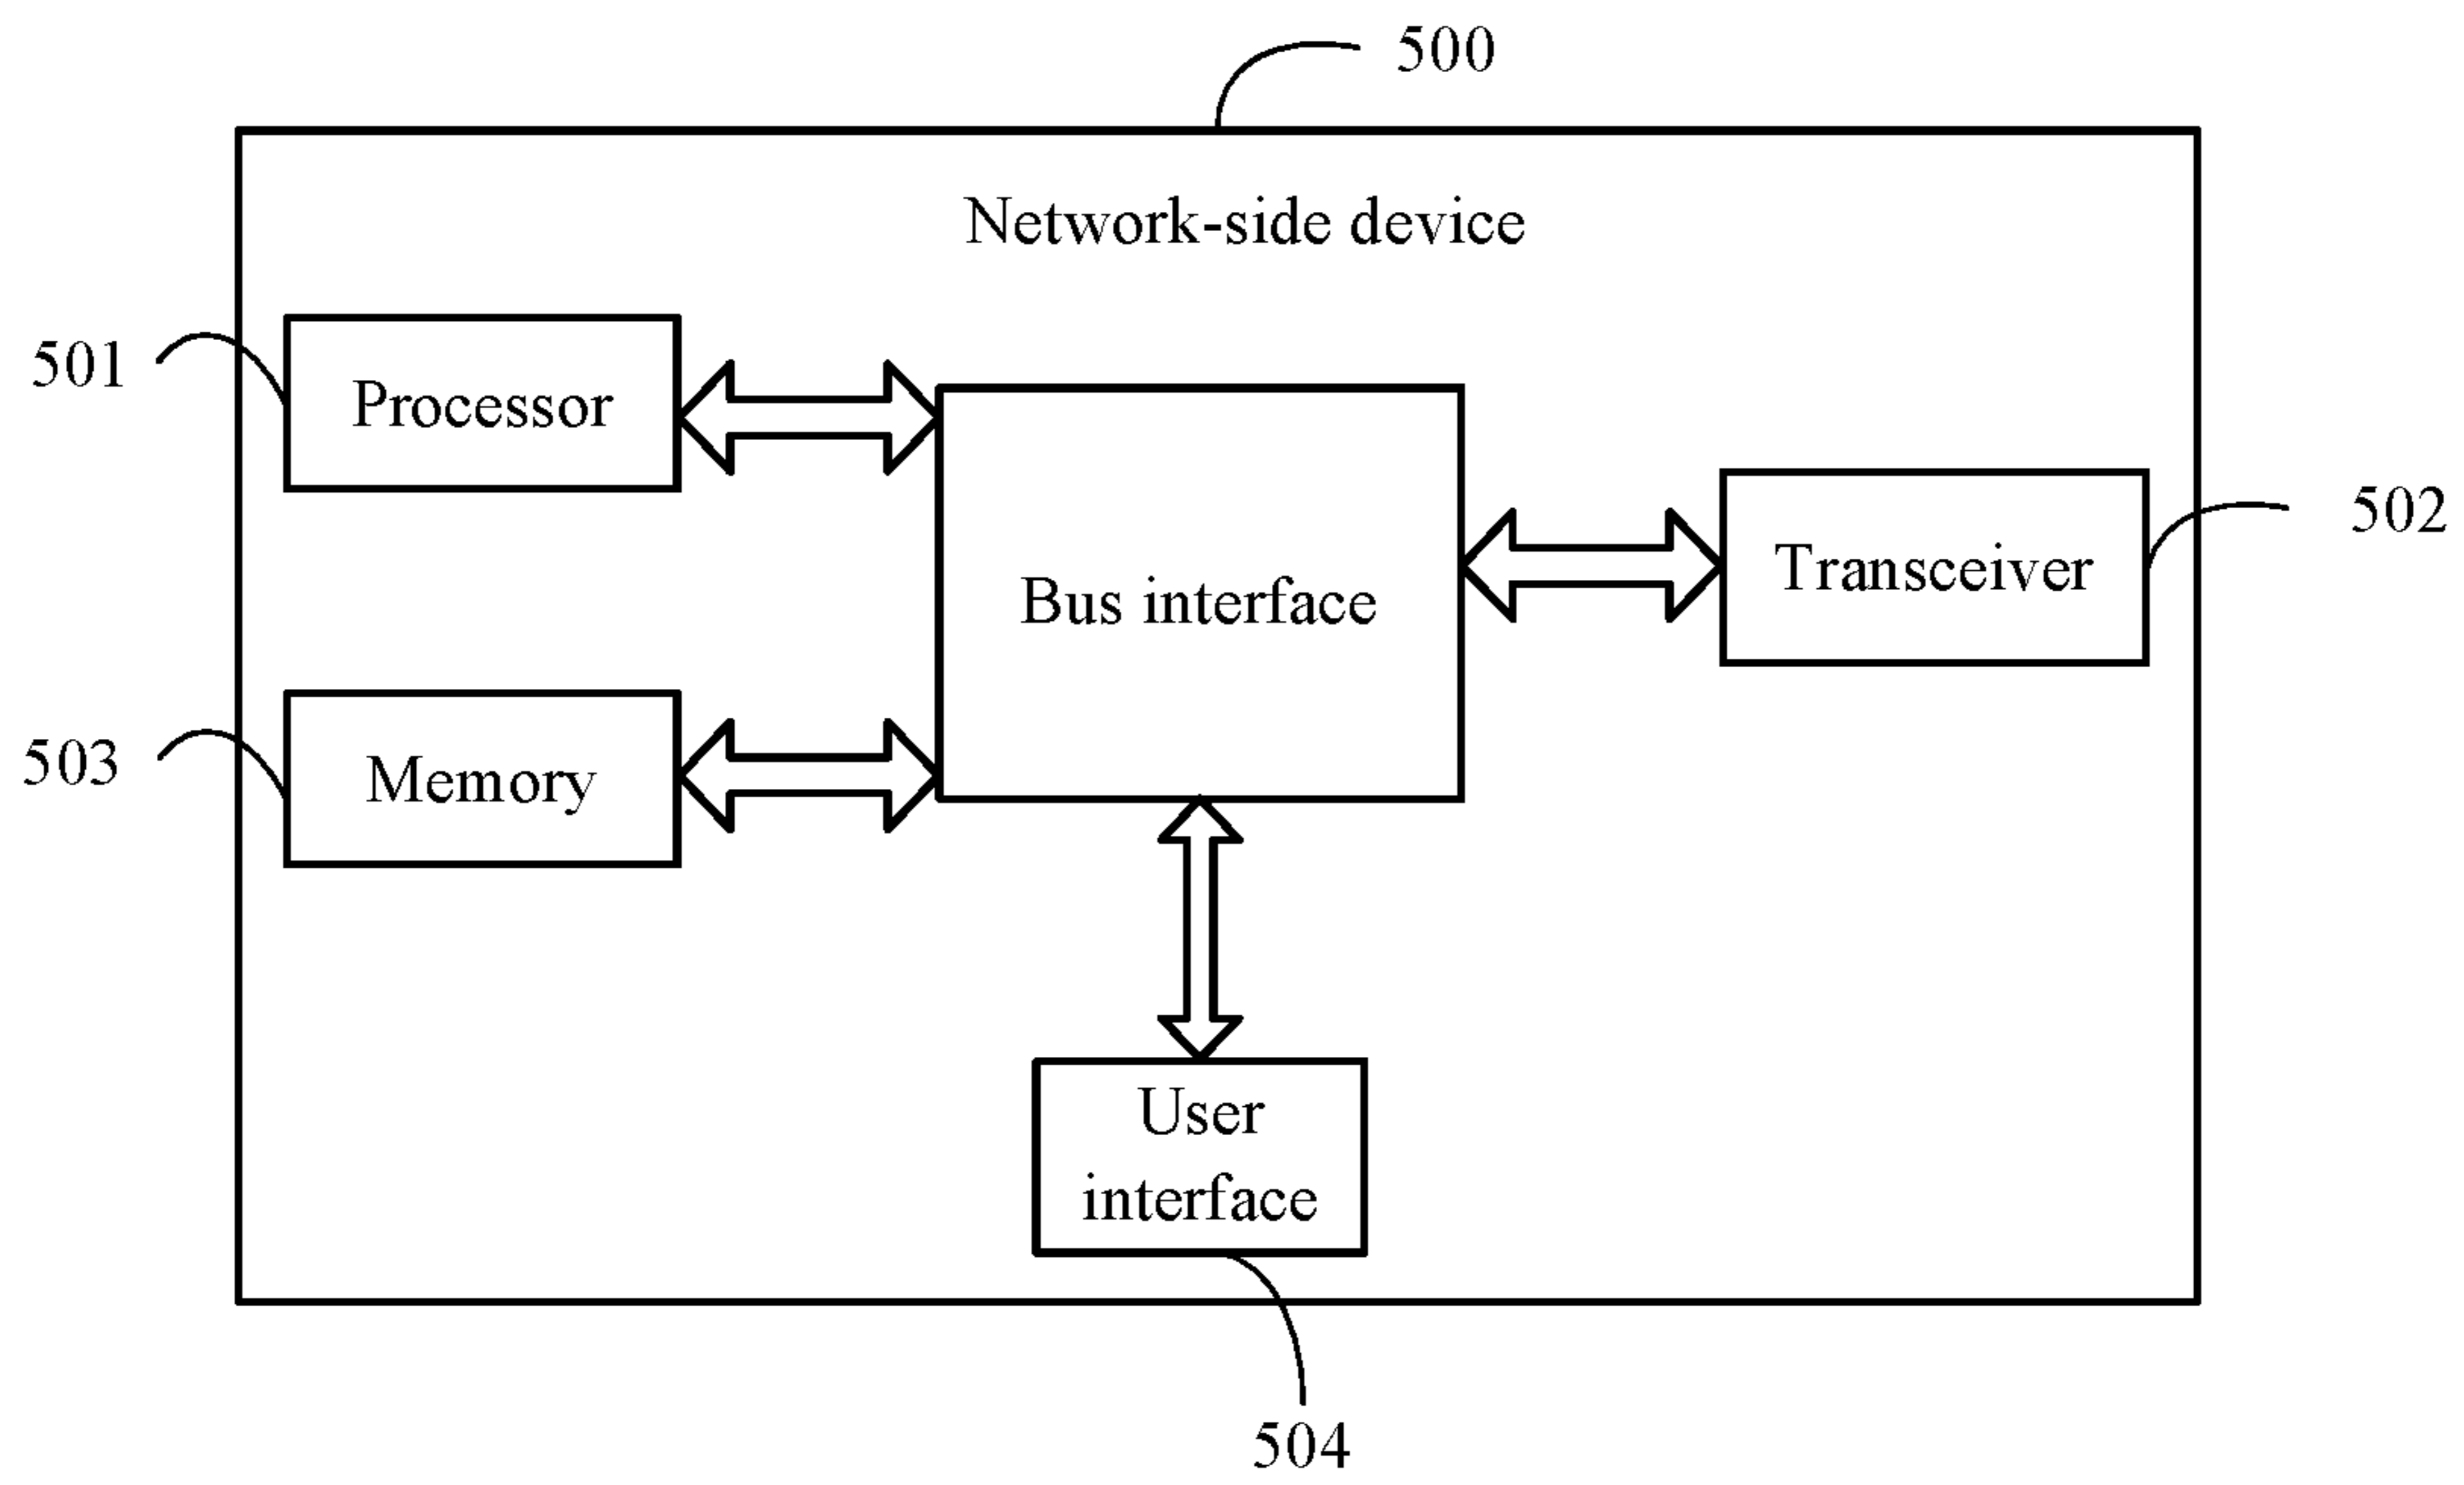 500
Network-side device
501
Processor
502
Transceiver
Bus interface
503
Memory
User
interface
504